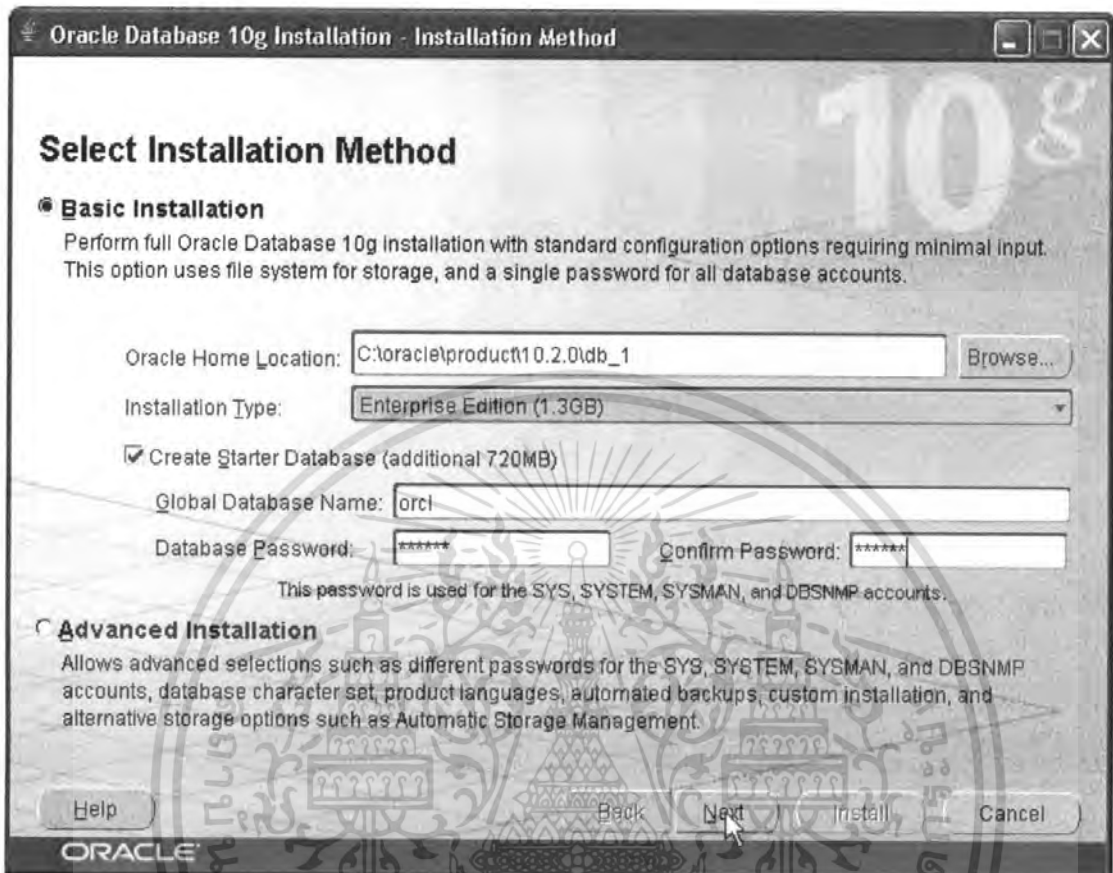 Oracle Database 10g Installation - Installation Method
10g
Select Installation Method
Basic Installation
Perform full Oracle Database 10g installation with standard configuration options requiring minimal input.
This option uses file system for storage, and a single password for all database accounts.
Oracle Home Location: C:\oracle\product\10.2.0\db_1 Browse...
Installation Type: Enterprise Edition (1.3GB)
Create Starter Database (additional 720MB)
Global Database Name: orcl
Database Password: ****** Confirm Password: ******
This password is used for the SYS, SYSTEM, SYSMAN, and DBSNMP accounts.
Advanced Installation
Allows advanced selections such as different passwords for the SYS, SYSTEM, SYSMAN, and DBSNMP
accounts, database character set, product languages, automated backups, custom installation, and
alternative storage options such as Automatic Storage Management.
Help Back Next Install Cancel
ORACLE